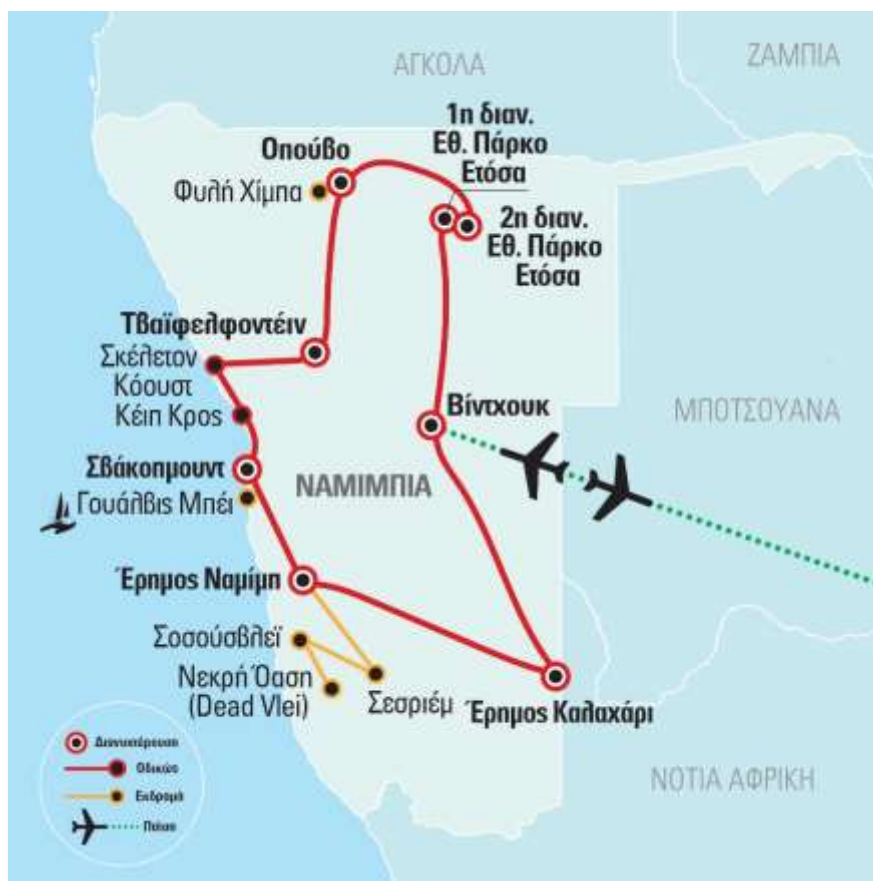 ΑΓΚΟΛΑ
ΖΑΜΠΙΑ
1η διαν.
Εθ. Πάρκο
Ετόσα
Οπούβο
Φυλή Χίμπα
2η διαν.
Εθ. Πάρκο
Ετόσα
Τβαϊφελφοντέιν
Σκέλετον
Κόουστ
Κέιπ Κρος
Βίντχουκ
ΜΠΟΤΣΟΥΑΝΑ
Σβάκοπμουντ
ΝΑΜΙΜΠΙΑ
Γουάλβις Μπέι
Έρημος Ναμίμπ
Σοσούσβλεϊ
Νεκρή Όαση
(Dead Vlei)
Σεσριέμ
Έρημος Καλαχάρι
ΝΟΤΙΑ ΑΦΡΙΚΗ
Διανυκτέρευση
Οδικώς
Εκδρομή
Πτήση